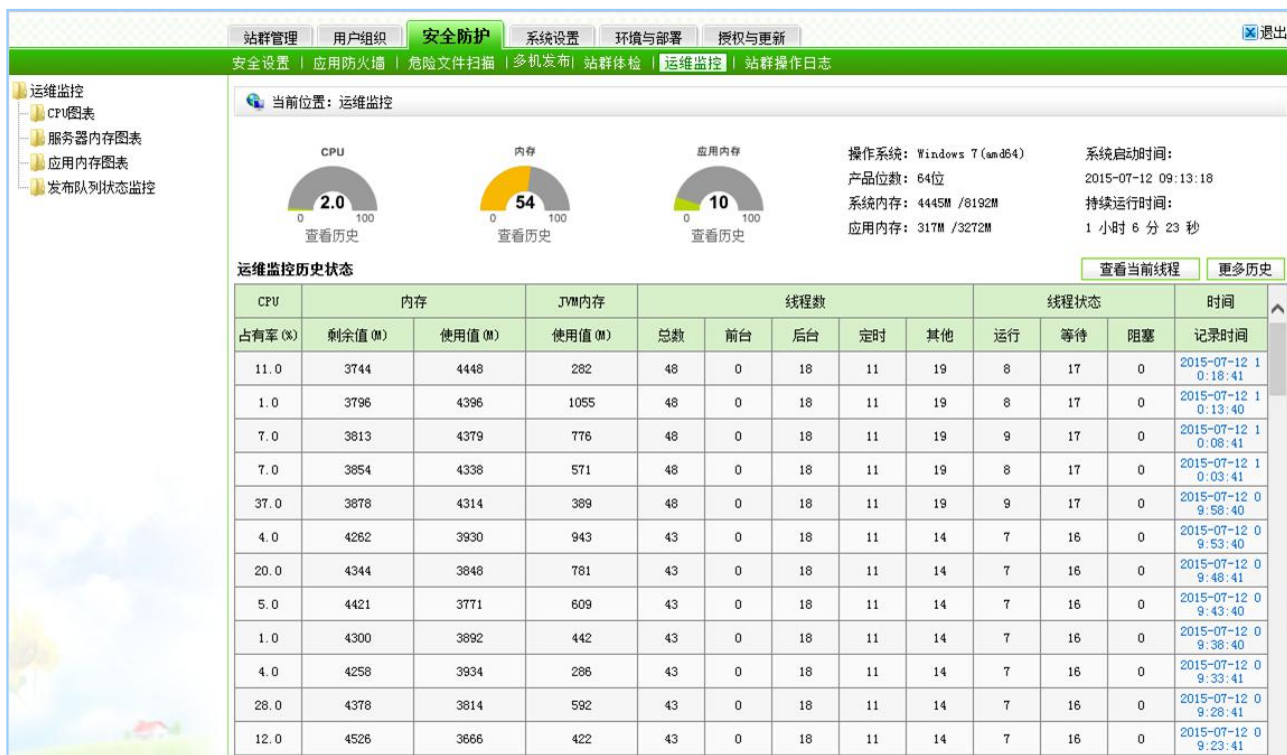 站群管理 用户组织 安全防护 系统设置 环境与部署 授权与更新 退出
安全设置 | 应用防火墙 | 危险文件扫描 | 多机发布 | 站群体检 | 运维监控 | 站群操作日志
运维监控
CPU图表
服务器内存图表
应用内存图表
发布队列状态监控
当前位置：运维监控
CPU
2.0
0 100
查看历史
内存
54
0 100
查看历史
应用内存
10
0 100
查看历史
操作系统：Windows 7(amd64)
产品位数：64位
系统内存：4445M /8192M
应用内存：317M /3272M
系统启动时间：
2015-07-12 09:13:18
持续运行时间：
1 小时 6 分 23 秒
运维监控历史状态 查看当前线程 更多历史
CPU 内存 JVM内存 线程数 线程状态 时间
占有率(%) 剩余值(M) 使用值(M) 使用值(M) 总数 前台 后台 定时 其他 运行 等待 阻塞 记录时间
11.0 3744 4448 282 48 0 18 11 19 8 17 0 2015-07-12 1
0:18:41
1.0 3796 4396 1055 48 0 18 11 19 8 17 0 2015-07-12 1
0:13:40
7.0 3813 4379 776 48 0 18 11 19 9 17 0 2015-07-12 1
0:08:41
7.0 3854 4338 571 48 0 18 11 19 8 17 0 2015-07-12 1
0:03:41
37.0 3878 4314 389 48 0 18 11 19 9 17 0 2015-07-12 0
9:58:40
4.0 4262 3930 943 43 0 18 11 14 7 16 0 2015-07-12 0
9:53:40
20.0 4344 3848 781 43 0 18 11 14 7 16 0 2015-07-12 0
9:48:41
5.0 4421 3771 609 43 0 18 11 14 7 16 0 2015-07-12 0
9:43:40
1.0 4300 3892 442 43 0 18 11 14 7 16 0 2015-07-12 0
9:38:40
4.0 4258 3934 286 43 0 18 11 14 7 16 0 2015-07-12 0
9:33:41
28.0 4378 3814 592 43 0 18 11 14 7 16 0 2015-07-12 0
9:28:41
12.0 4526 3666 422 43 0 18 11 14 7 16 0 2015-07-12 0
9:23:41